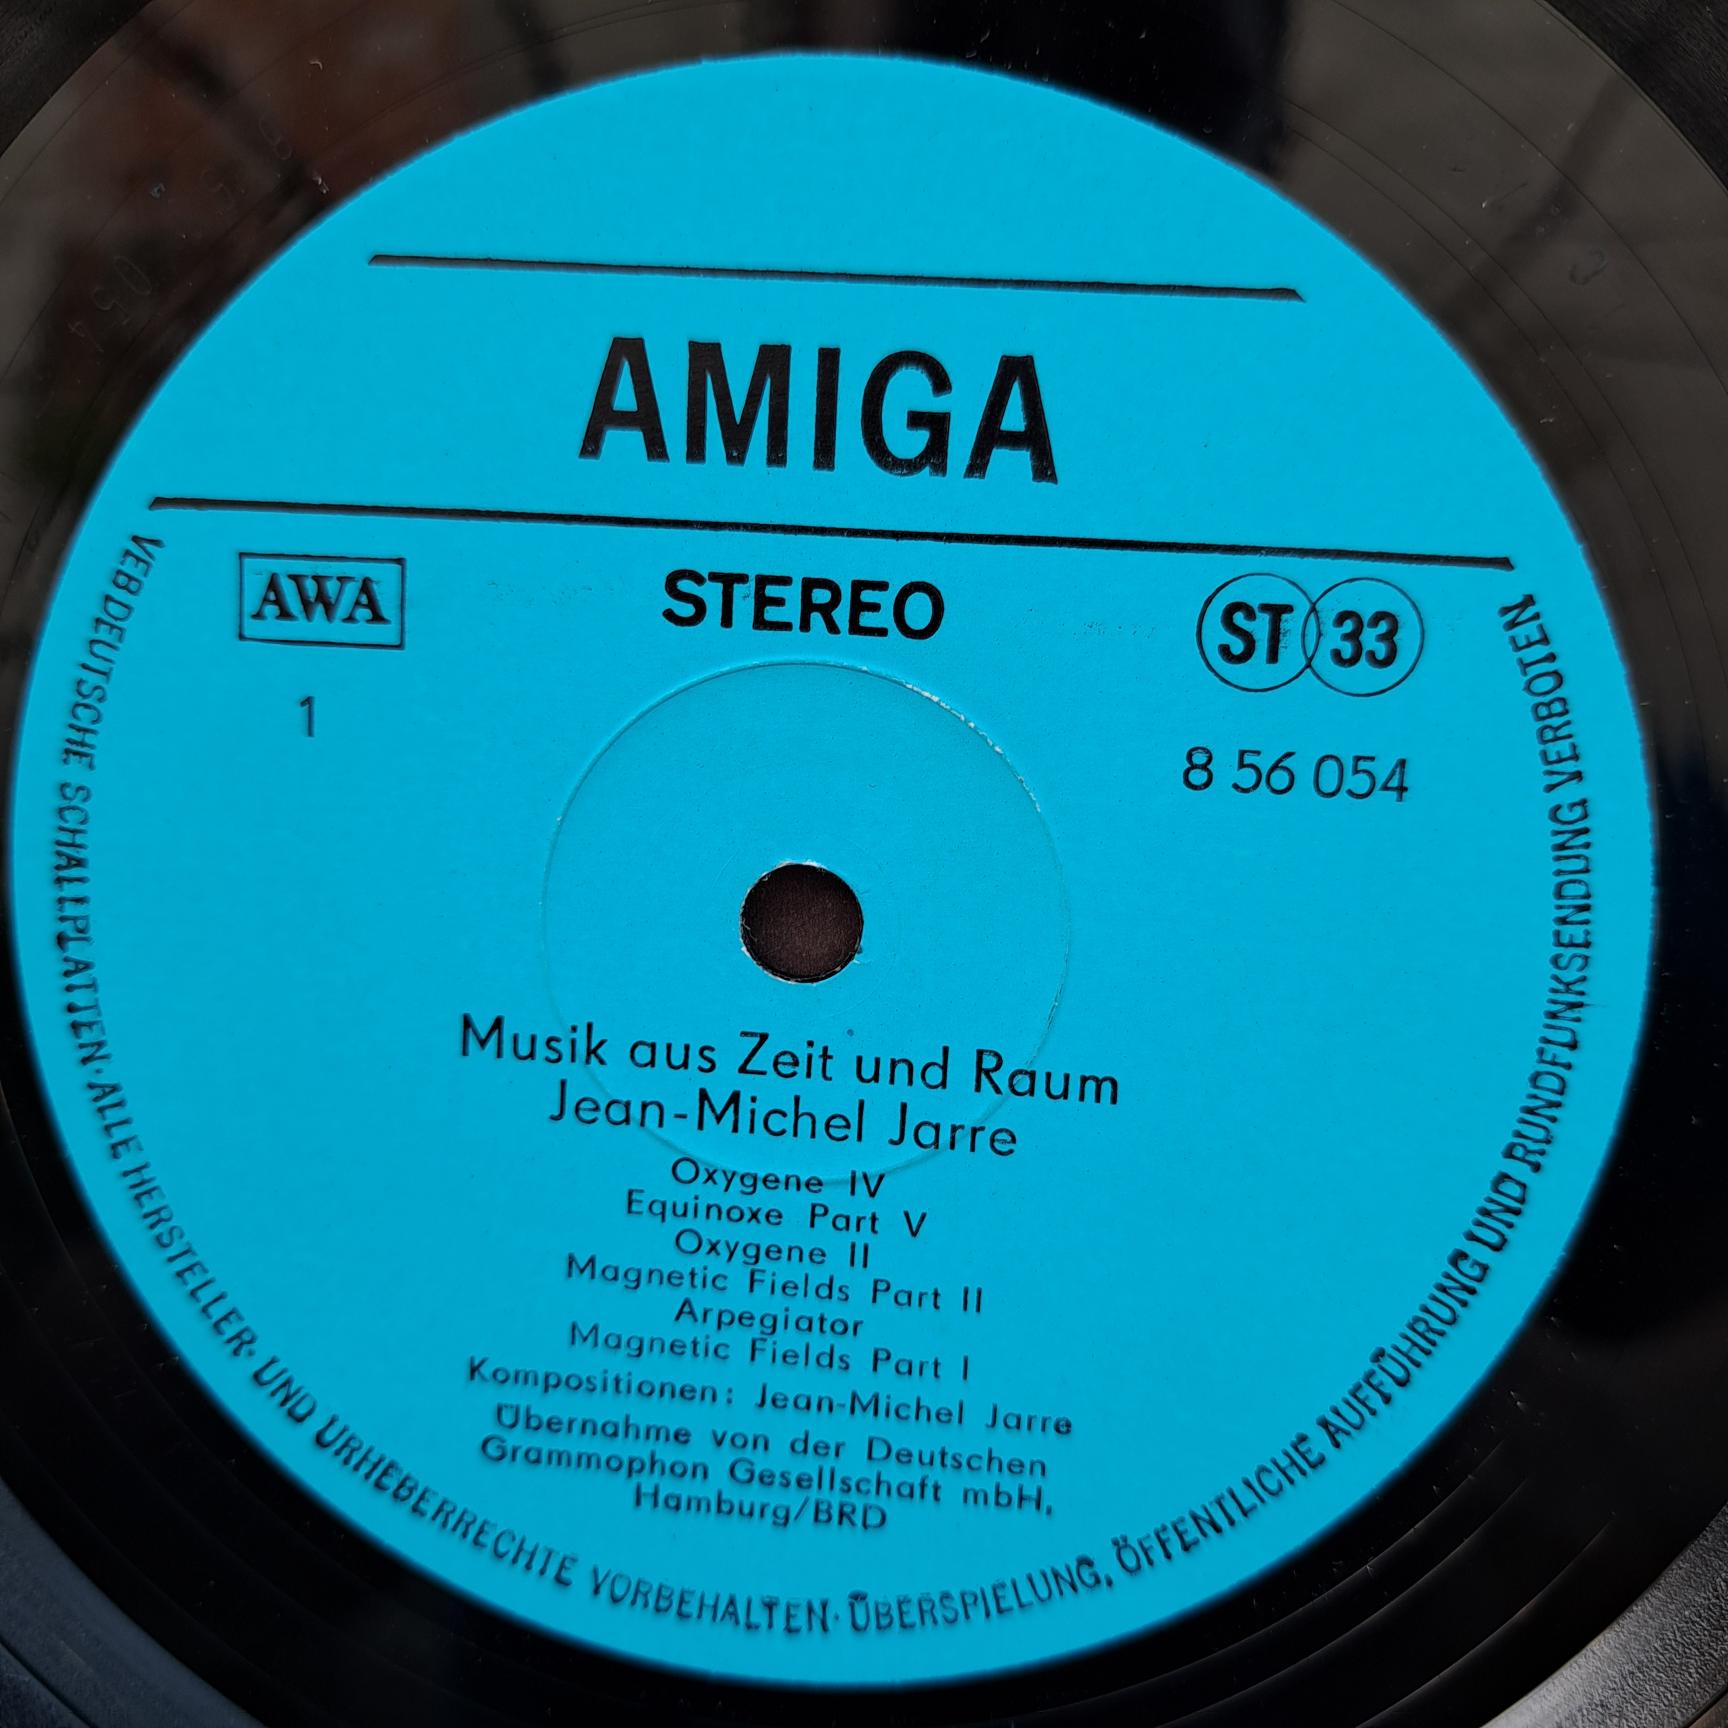 AMIGA
AWA
STEREO
ST 33
1
8 56 054
Musik aus Zeit und Raum
Jean-Michel Jarre
Oxygene IV
Equinoxe Part V
Oxygene II
Magnetic Fields Part II
Arpegiator
Magnetic Fields Part I
Kompositionen: Jean-Michel Jarre
Übernahme von der Deutschen
Grammophon Gesellschaft mbH,
Hamburg/BRD
VEB DEUTSCHE SCHALLPLATTEN · ALLE HERSTELLER- UND URHEBERRECHTE VORBEHALTEN · ÜBERSPIELUNG, ÖFFENTLICHE AUFFÜHRUNG UND RUNDFUNKSENDUNG VERBOTEN